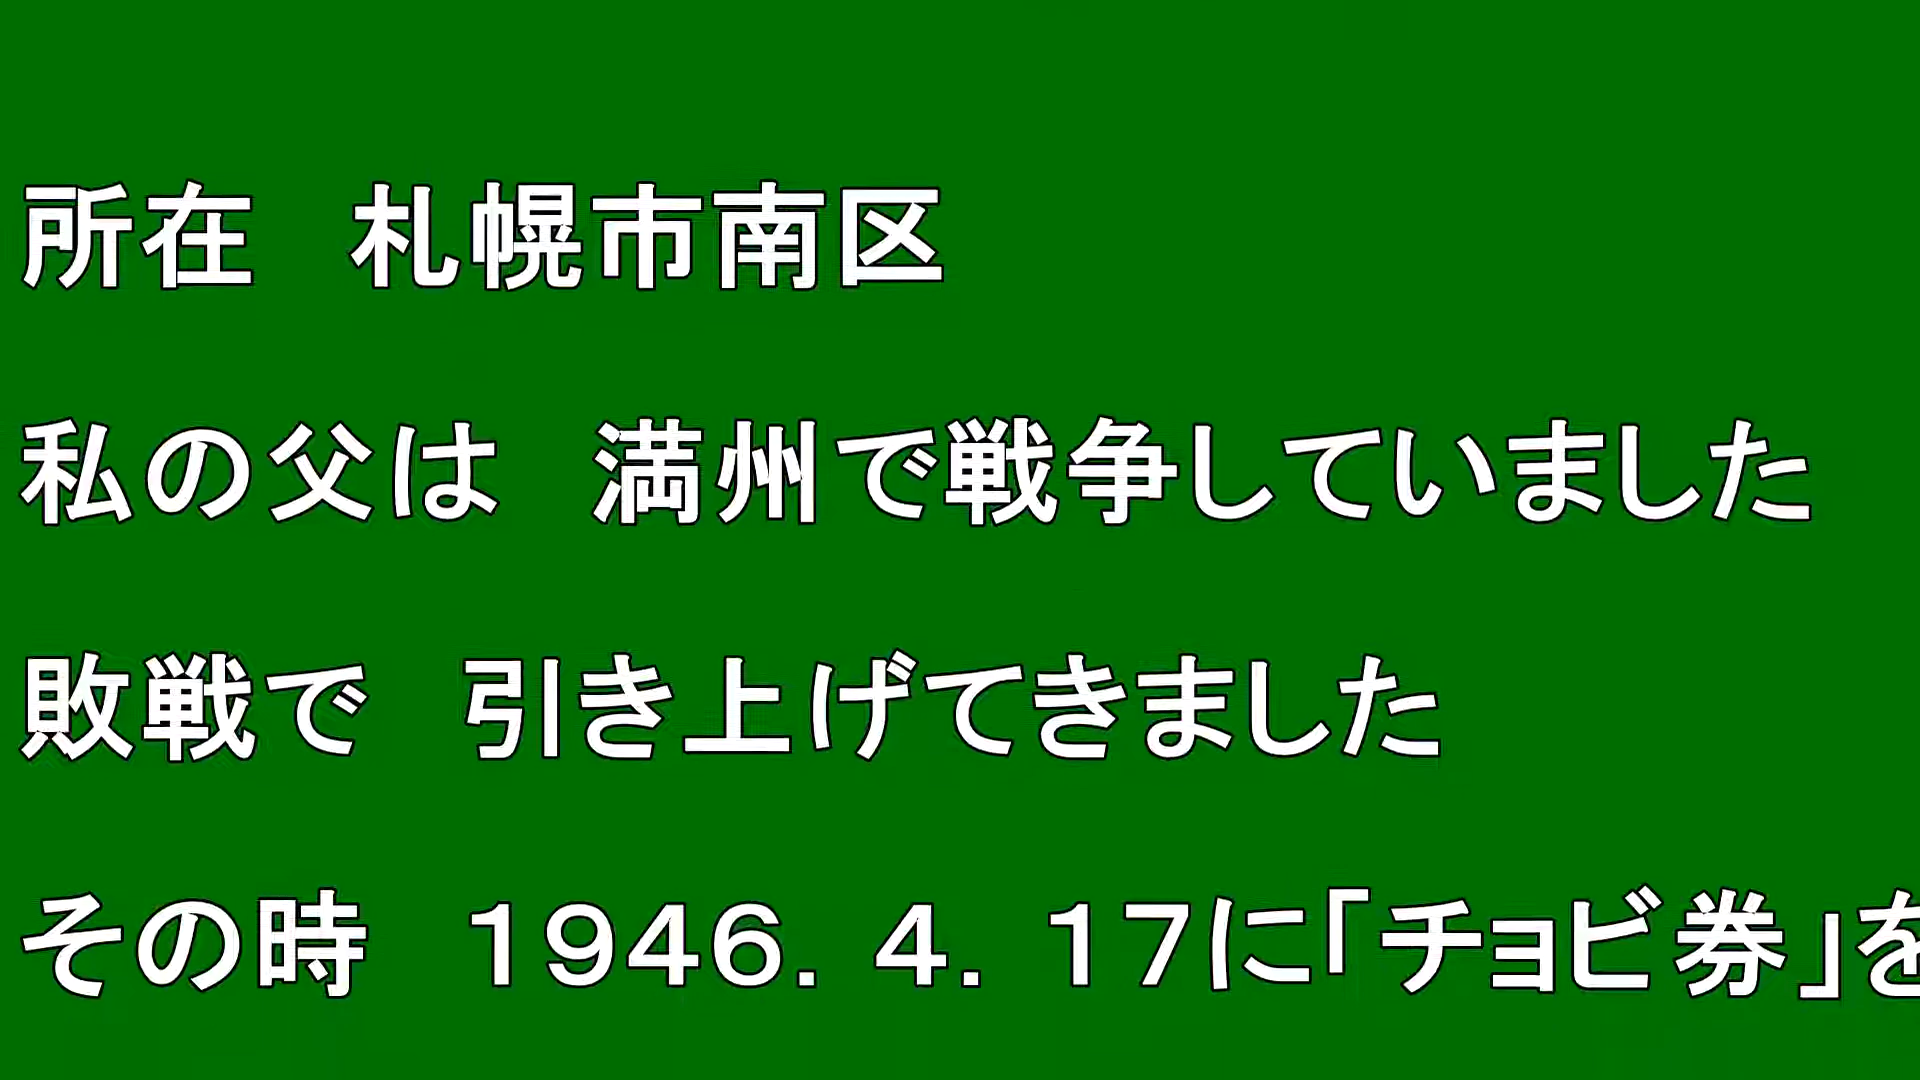 所在　札幌市南区
私の父は　満州で戦争していました
敗戦で　引き上げてきました
その時　１９４６．４．１７に「チョビ券」を